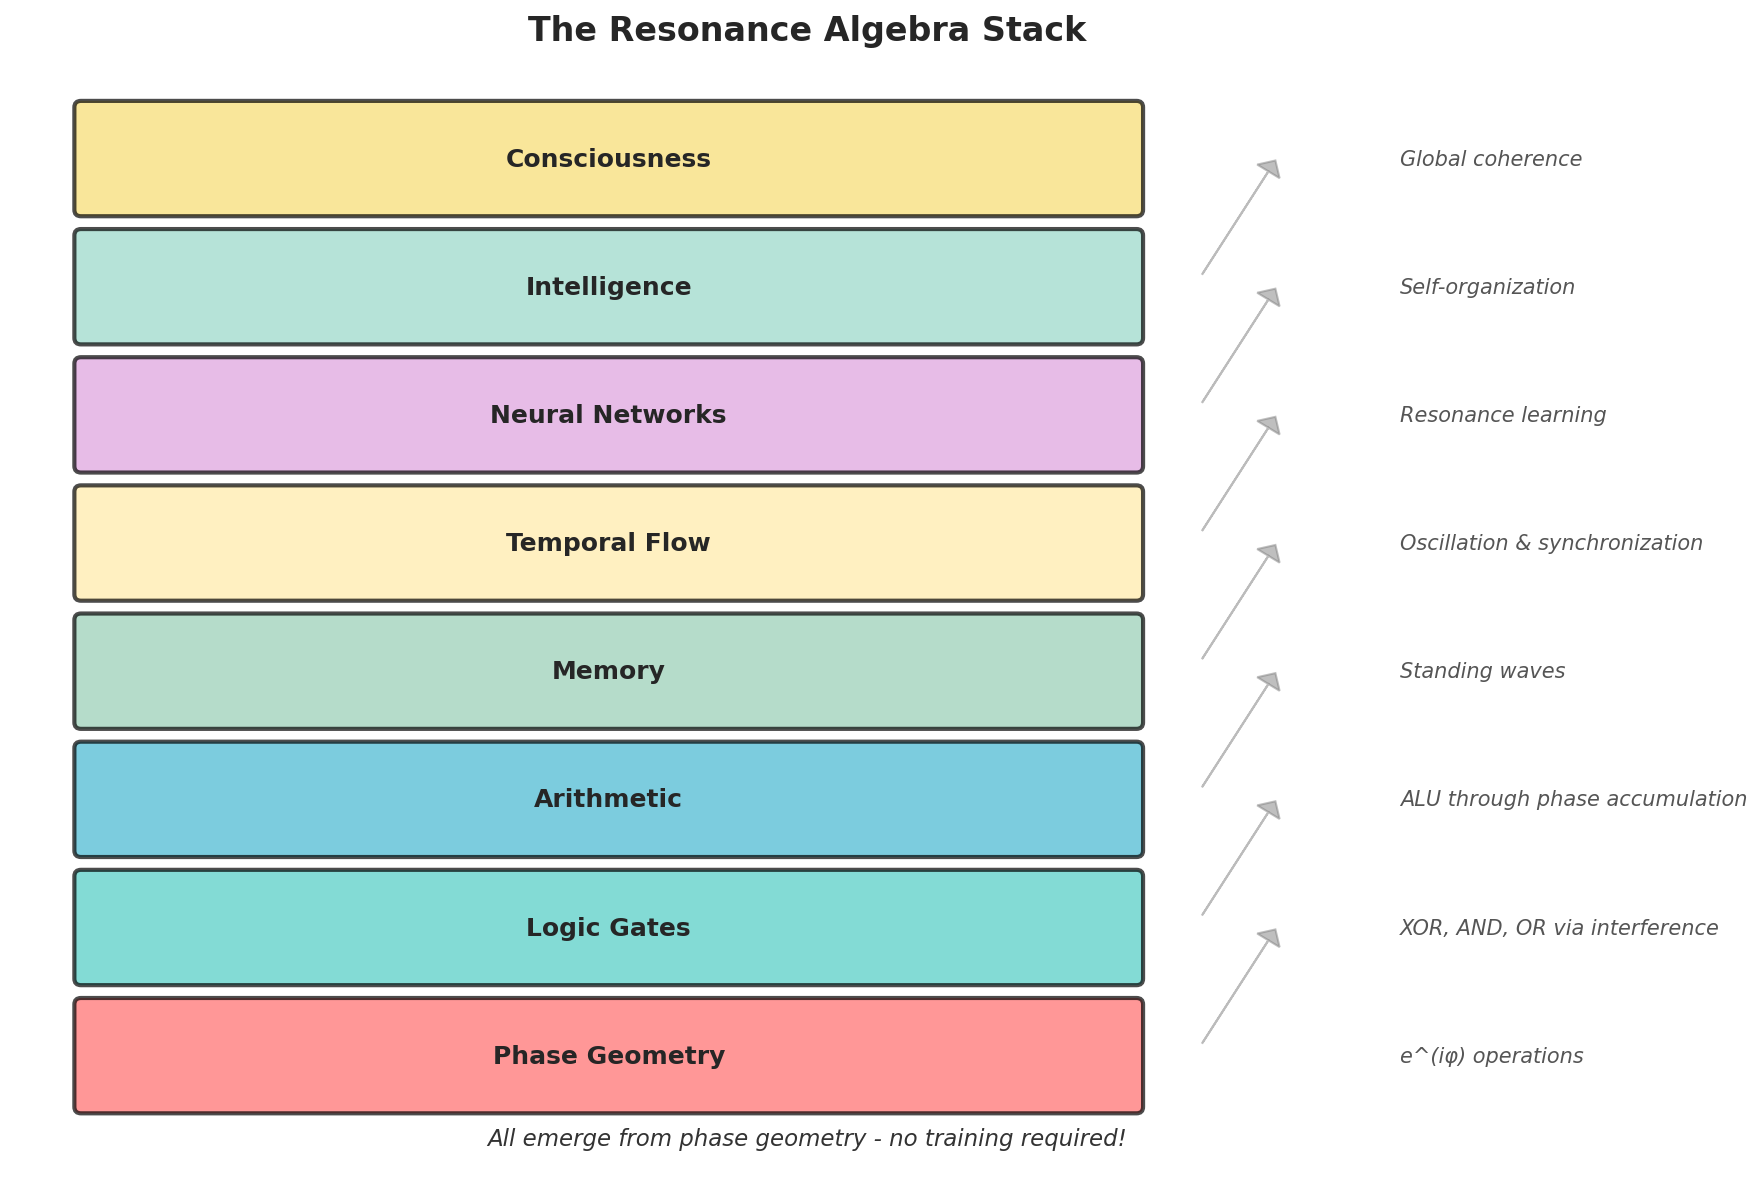 The Resonance Algebra Stack
Consciousness
Global coherence
Intelligence
Self-organization
Neural Networks
Resonance learning
Temporal Flow
Oscillation & synchronization
Memory
Standing waves
Arithmetic
ALU through phase accumulation
Logic Gates
XOR, AND, OR via interference
Phase Geometry
e^(iφ) operations
All emerge from phase geometry - no training required!